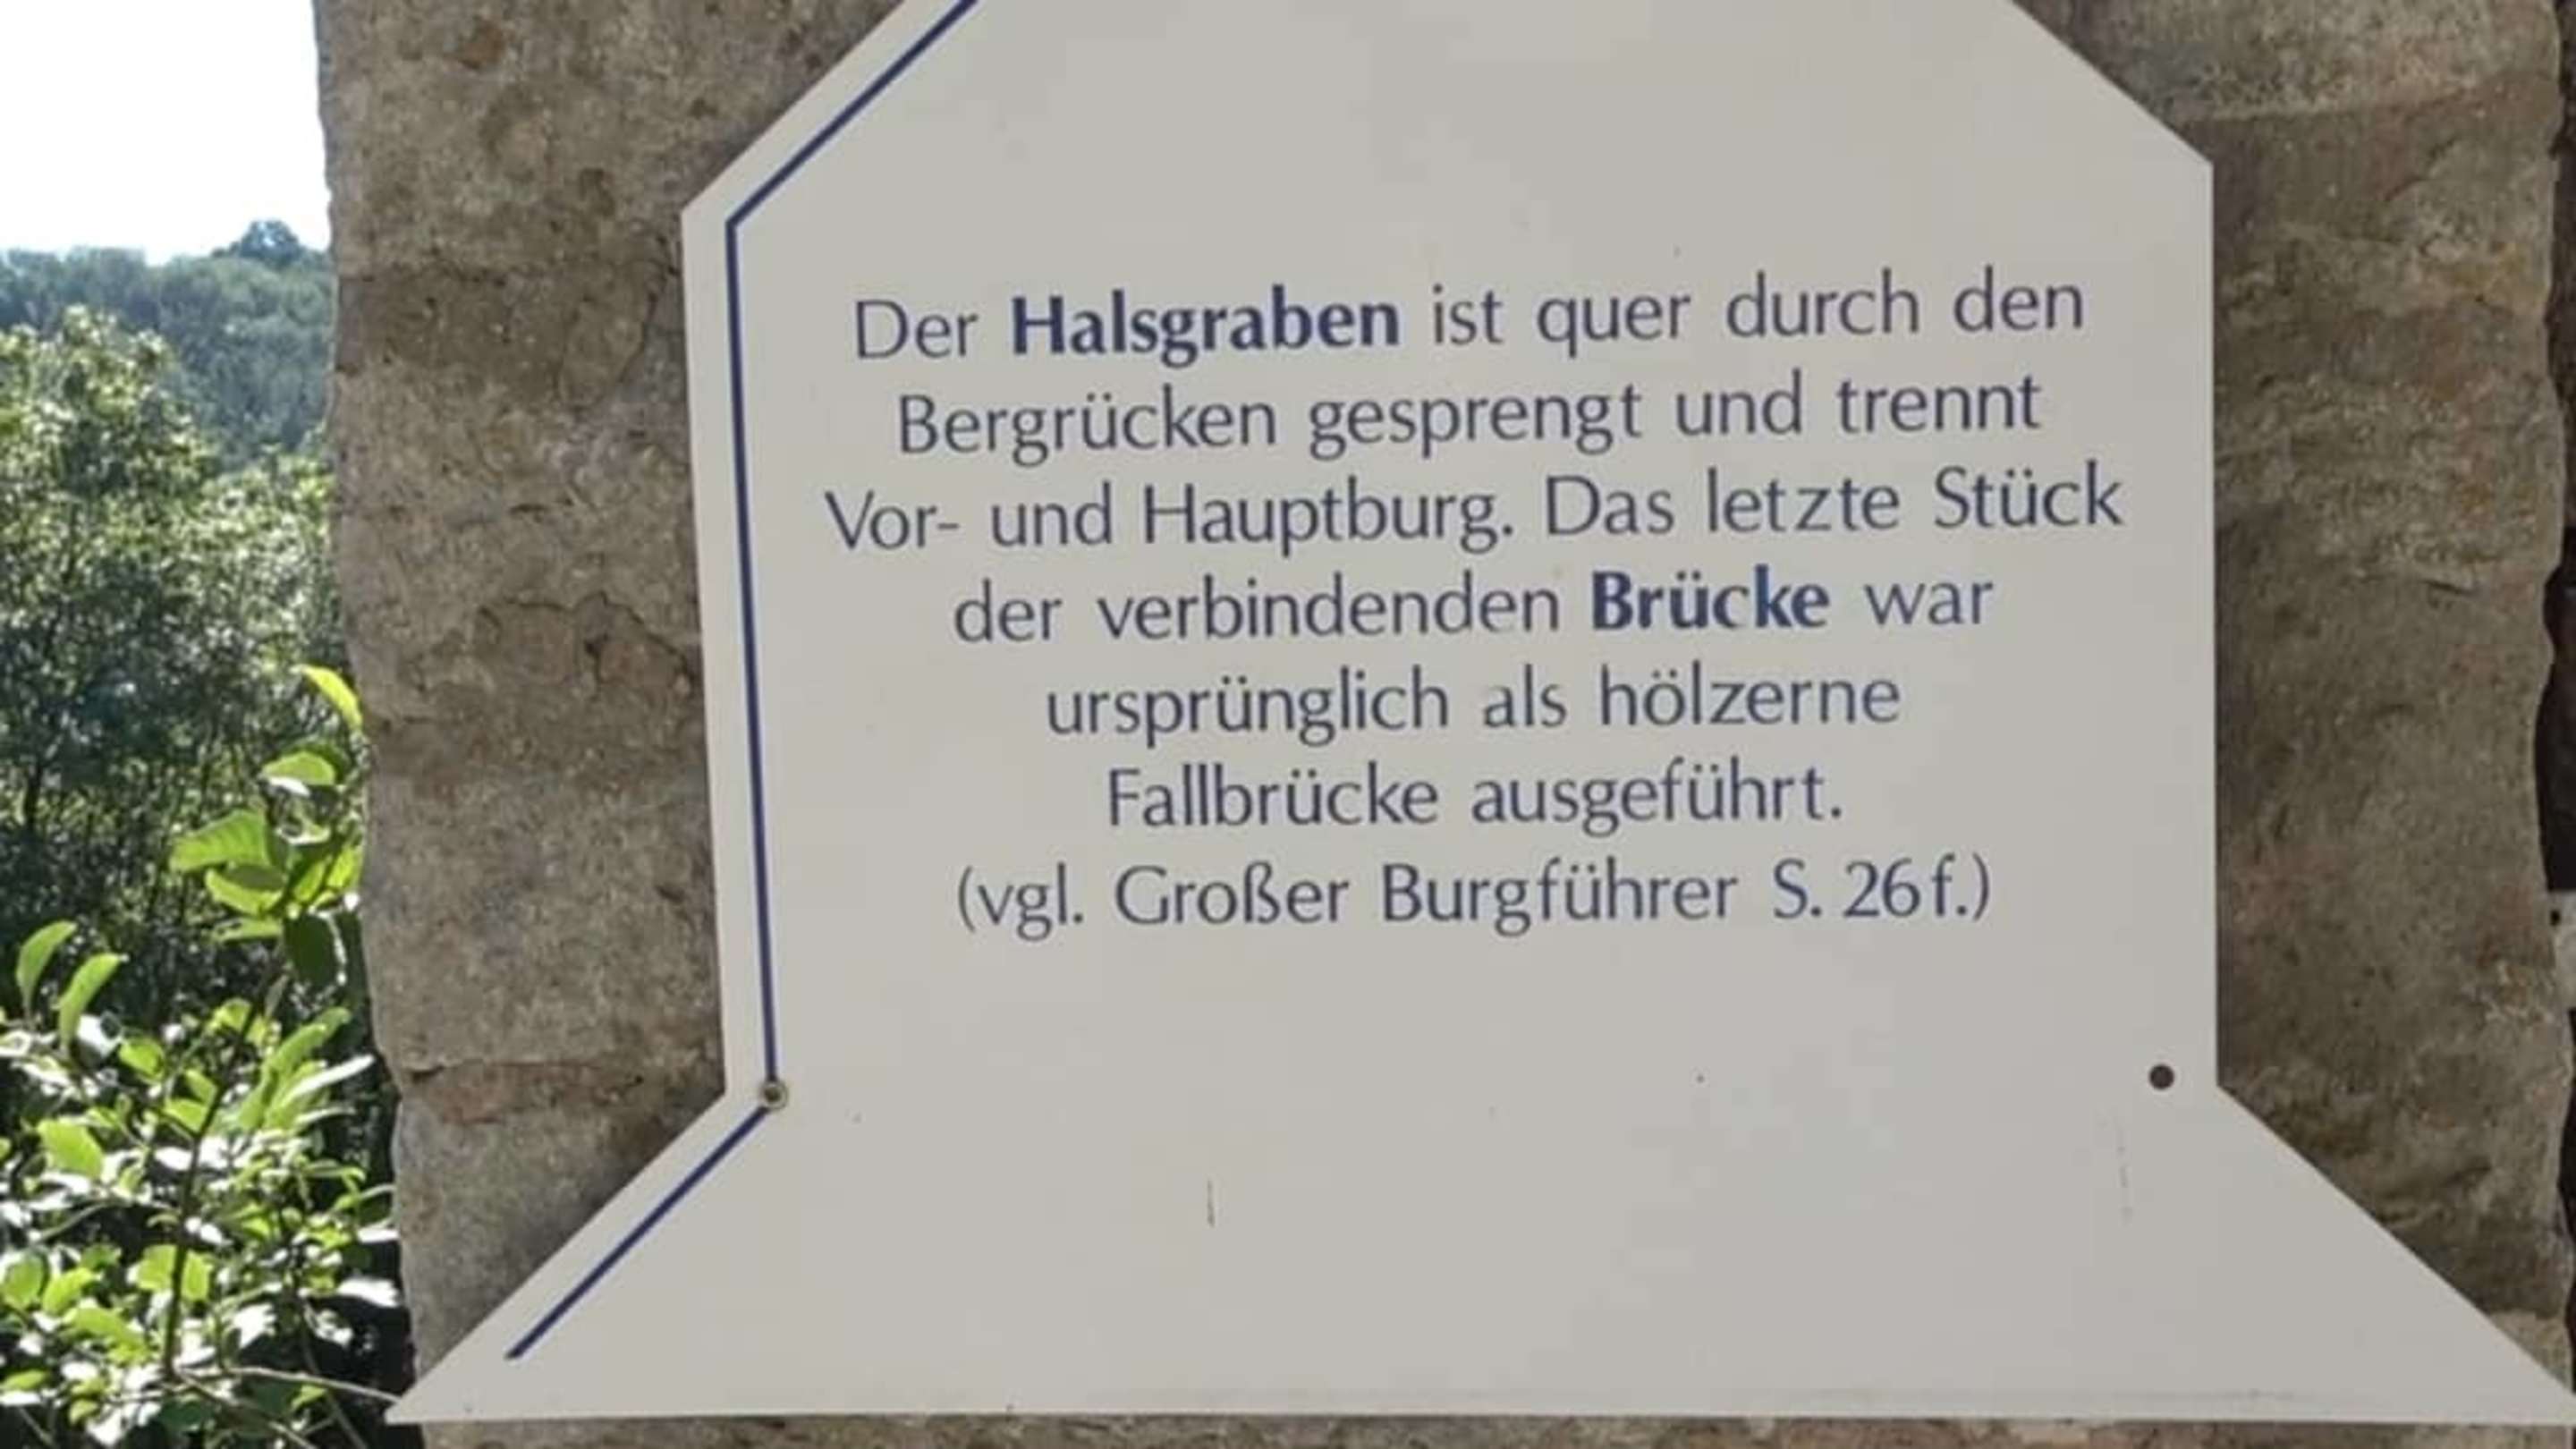 Der Halsgraben ist quer durch den
Bergrücken gesprengt und trennt
Vor- und Hauptburg. Das letzte Stück
der verbindenden Brücke war
ursprünglich als hölzerne
Fallbrücke ausgeführt.
(vgl. Großer Burgführer S. 26 f.)